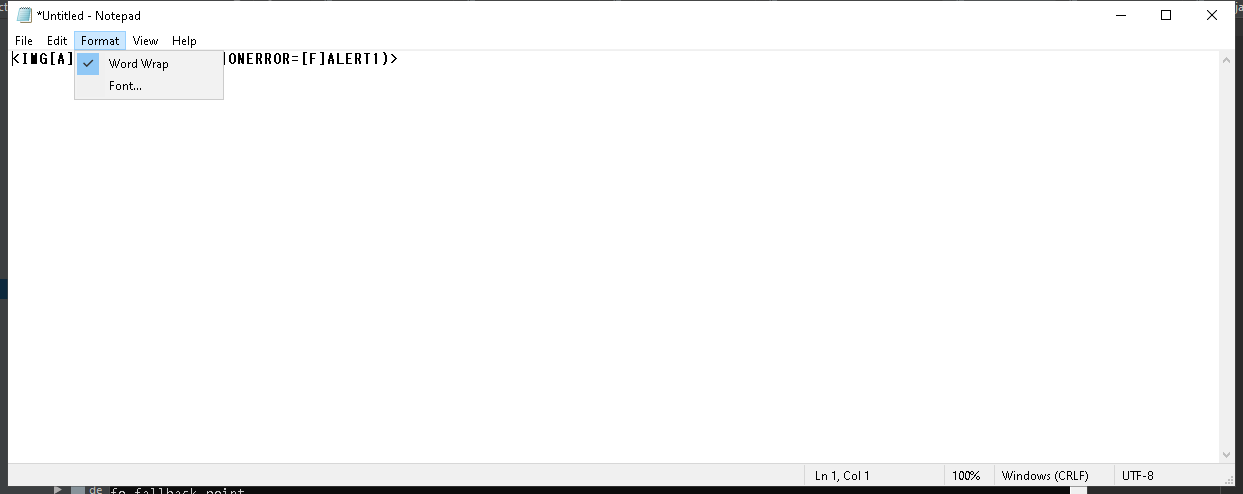 *Untitled - Notepad
File Edit Format View Help
<IMG[A] ONERROR=[F]ALERT1)>
Word Wrap
Font...
Ln 1, Col 1 100% Windows (CRLF) UTF-8
de fo fallback point